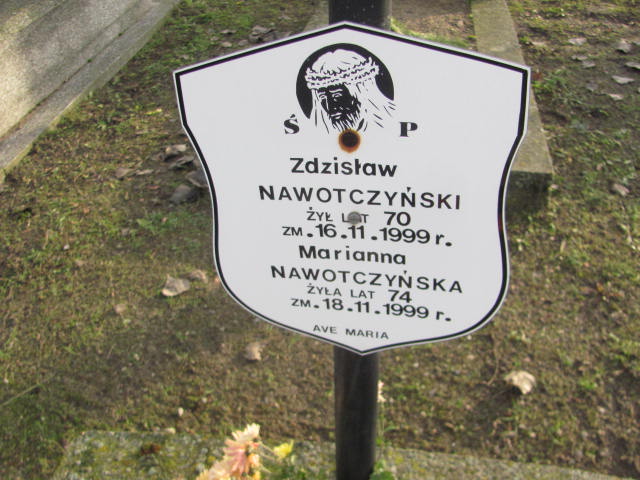 Ś P
Zdzisław
NAWOTCZYŃSKI
ŻYŁ LAT 70
ZM. 16.11.1999 r.
Marianna
NAWOTCZYŃSKA
ŻYŁA LAT 74
ZM. 18.11.1999 r.
AVE MARIA